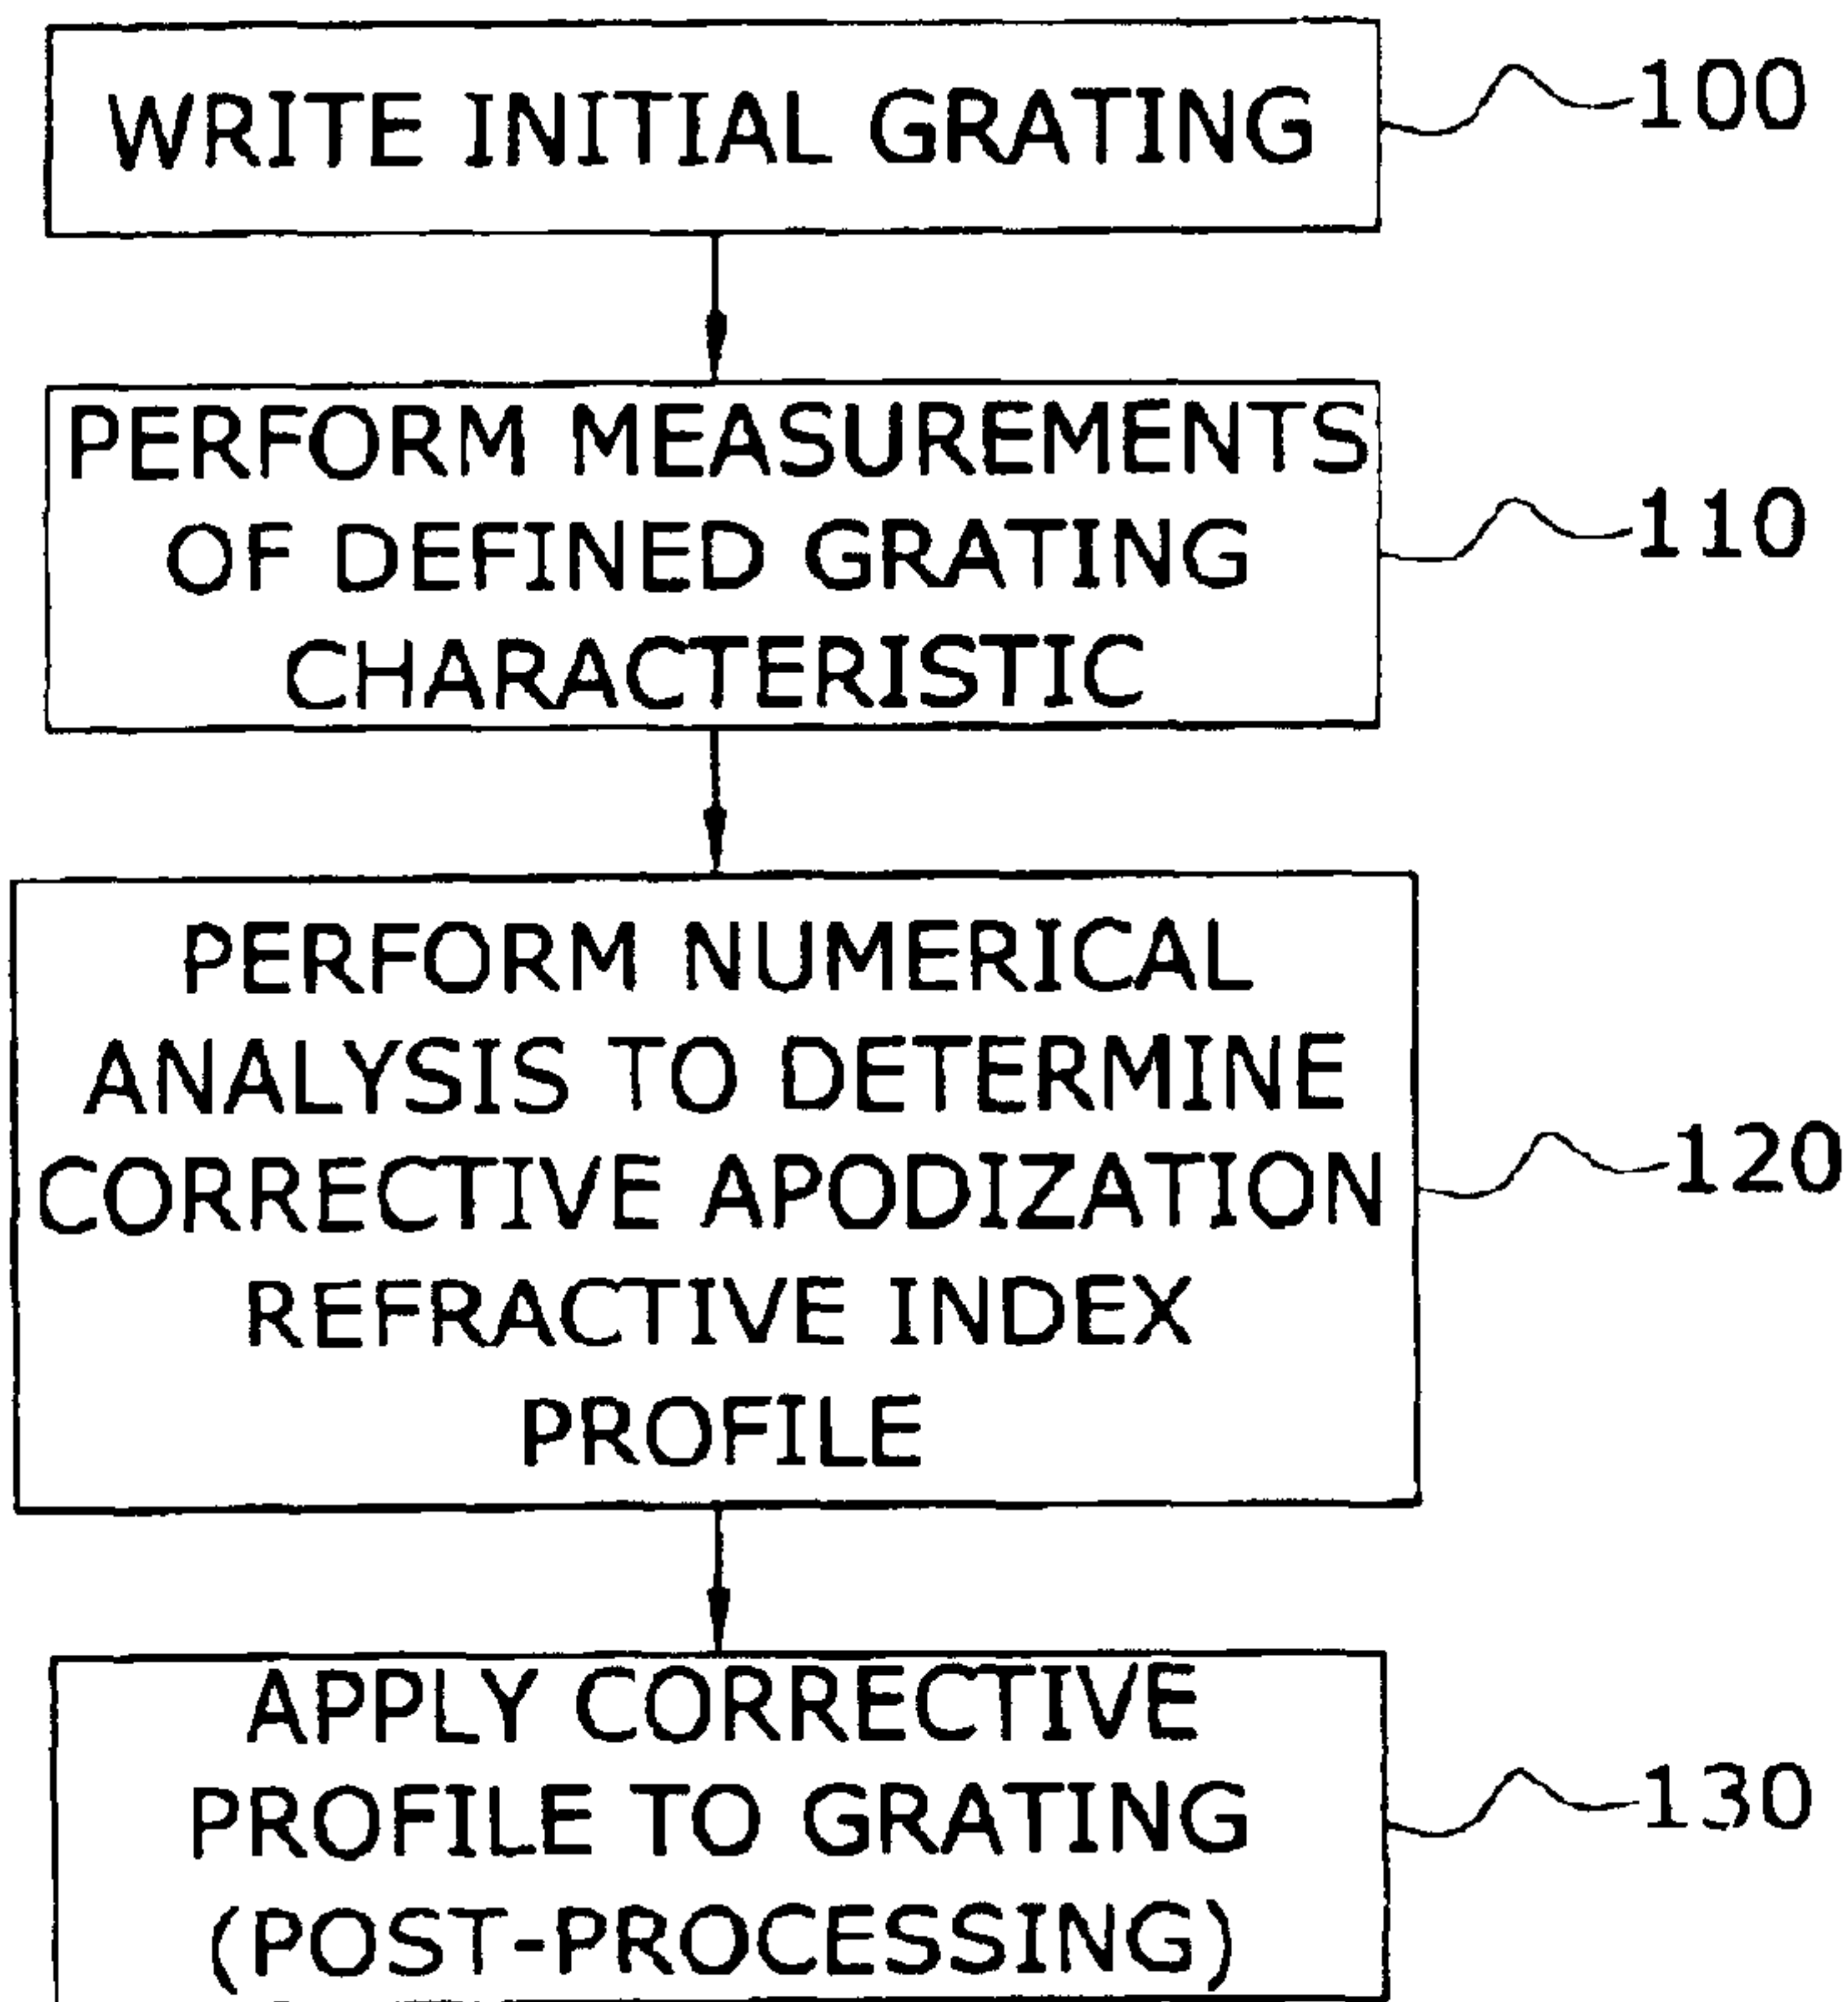 WRITE INITIAL GRATING
100
PERFORM MEASUREMENTS
OF DEFINED GRATING
CHARACTERISTIC
110
PERFORM NUMERICAL
ANALYSIS TO DETERMINE
CORRECTIVE APODIZATION
REFRACTIVE INDEX
PROFILE
120
APPLY CORRECTIVE
PROFILE TO GRATING
(POST-PROCESSING)
130